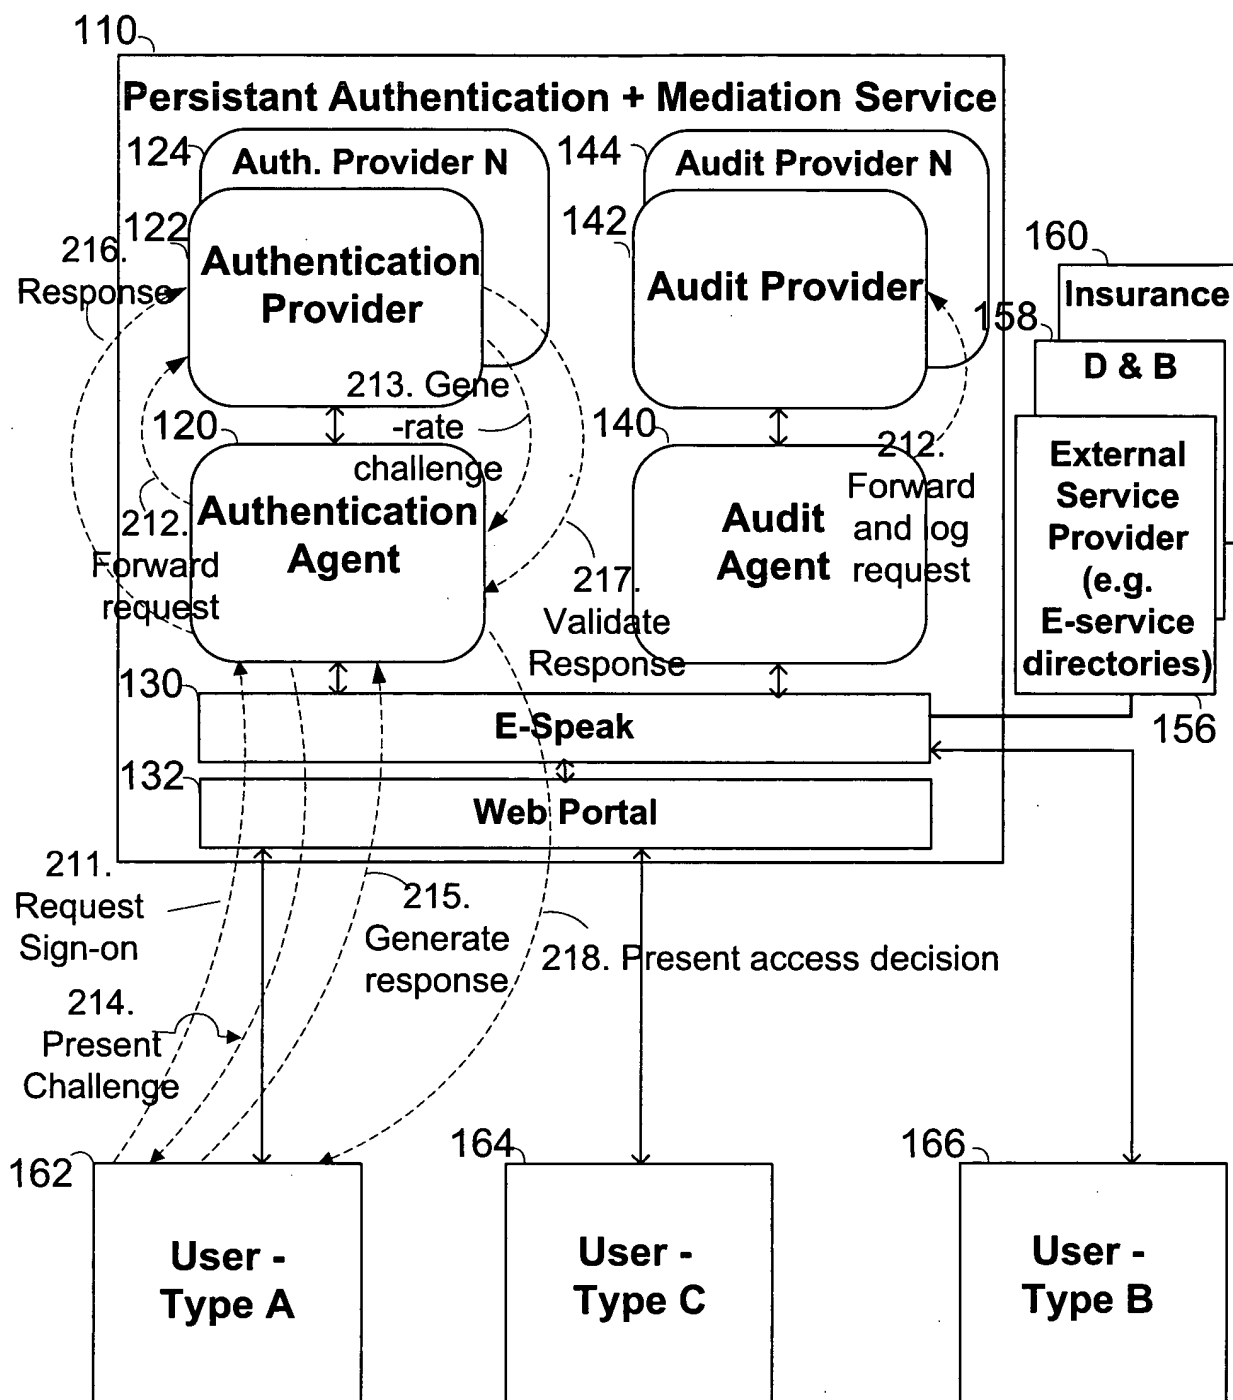 110
Persistant Authentication + Mediation Service
124
Auth. Provider N
144
Audit Provider N
122
142
216.
Response
Authentication
Provider
Audit Provider
160
Insurance
158
D & B
213. Gene
-rate
challenge
120
140
212.
Forward
and log
request
External
Service
Provider
(e.g.
E-service
directories)
156
212.
Forward
request
Authentication
Agent
Audit
Agent
217.
Validate
Response
130
E-Speak
132
Web Portal
211.
Request
Sign-on
215.
Generate
response
218. Present access decision
214.
Present
Challenge
162
164
166
User -
Type A
User -
Type C
User -
Type B